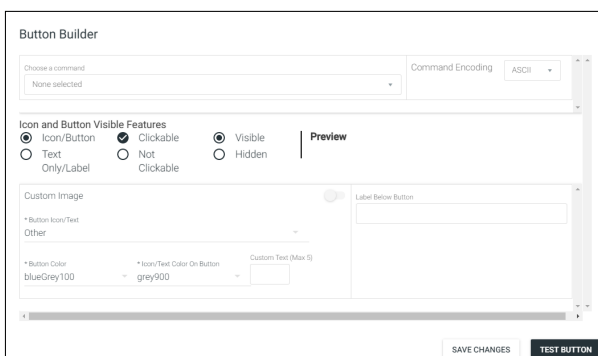 Button Builder
Choose a command
None selected
Command Encoding
ASCII
Icon and Button Visible Features
Icon/Button
Clickable
Visible
Preview
Text Only/Label
Not Clickable
Hidden
Custom Image
Label Below Button
* Button Icon/Text
Other
* Button Color
* Icon/Text Color On Button
Custom Text (Max 5)
blueGrey100
grey900
SAVE CHANGES
TEST BUTTON